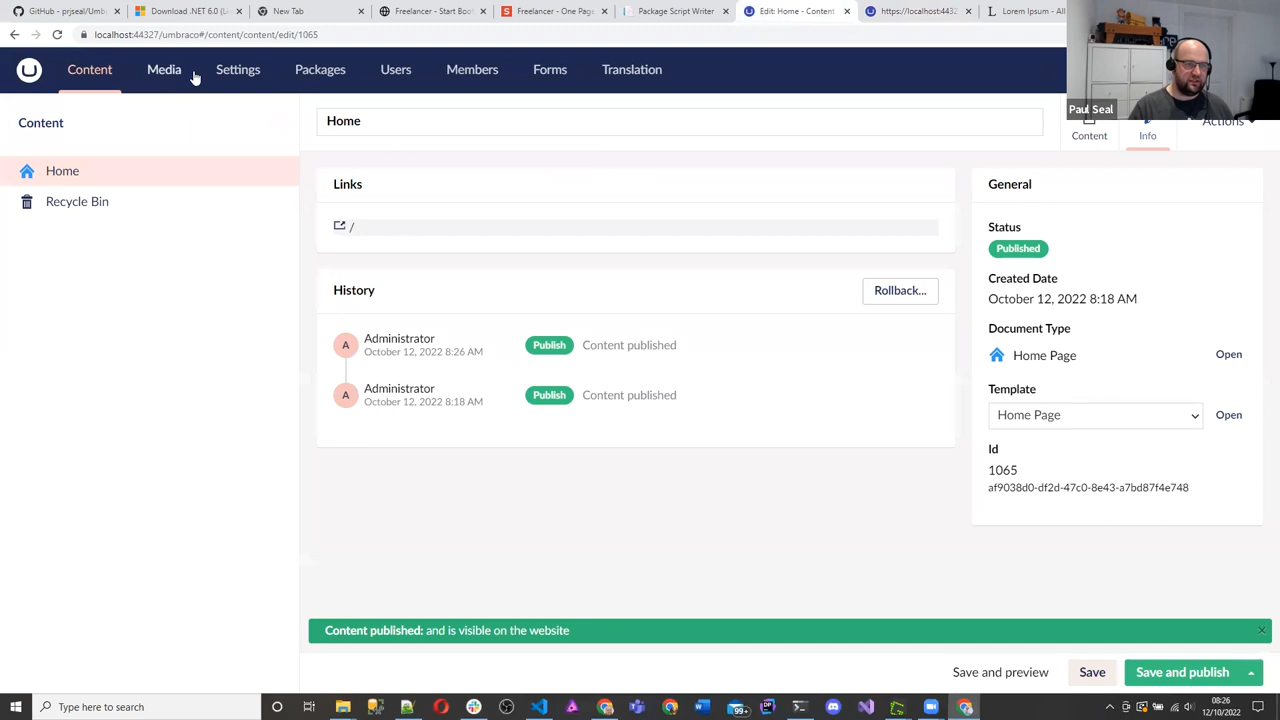 GitHub - prjseal/Umb
Download .NET 6.0 (Li
New Tab
Freelancer - Start Boot
Freelancer - One Page
Package Script Writer
Edit: Home - Content
https://localhost:4432
Lorem Ipsum - All
localhost:44327/umbraco#/content/content/edit/1065
Content
Media
Settings
Packages
Users
Members
Forms
Translation
Paul Seal
Content
Home
Content
Info
Actions
Home
Recycle Bin
Links
/
History
Rollback...
A
Administrator
October 12, 2022 8:26 AM
Publish
Content published
A
Administrator
October 12, 2022 8:18 AM
Publish
Content published
General
Status
Published
Created Date
October 12, 2022 8:18 AM
Document Type
Home Page
Open
Template
Home Page
Open
Id
1065
af9038d0-df2d-47c0-8e43-a7bd87f4e748
Content published: and is visible on the website
Save and preview
Save
Save and publish
Type here to search
99+
08:26
12/10/2022